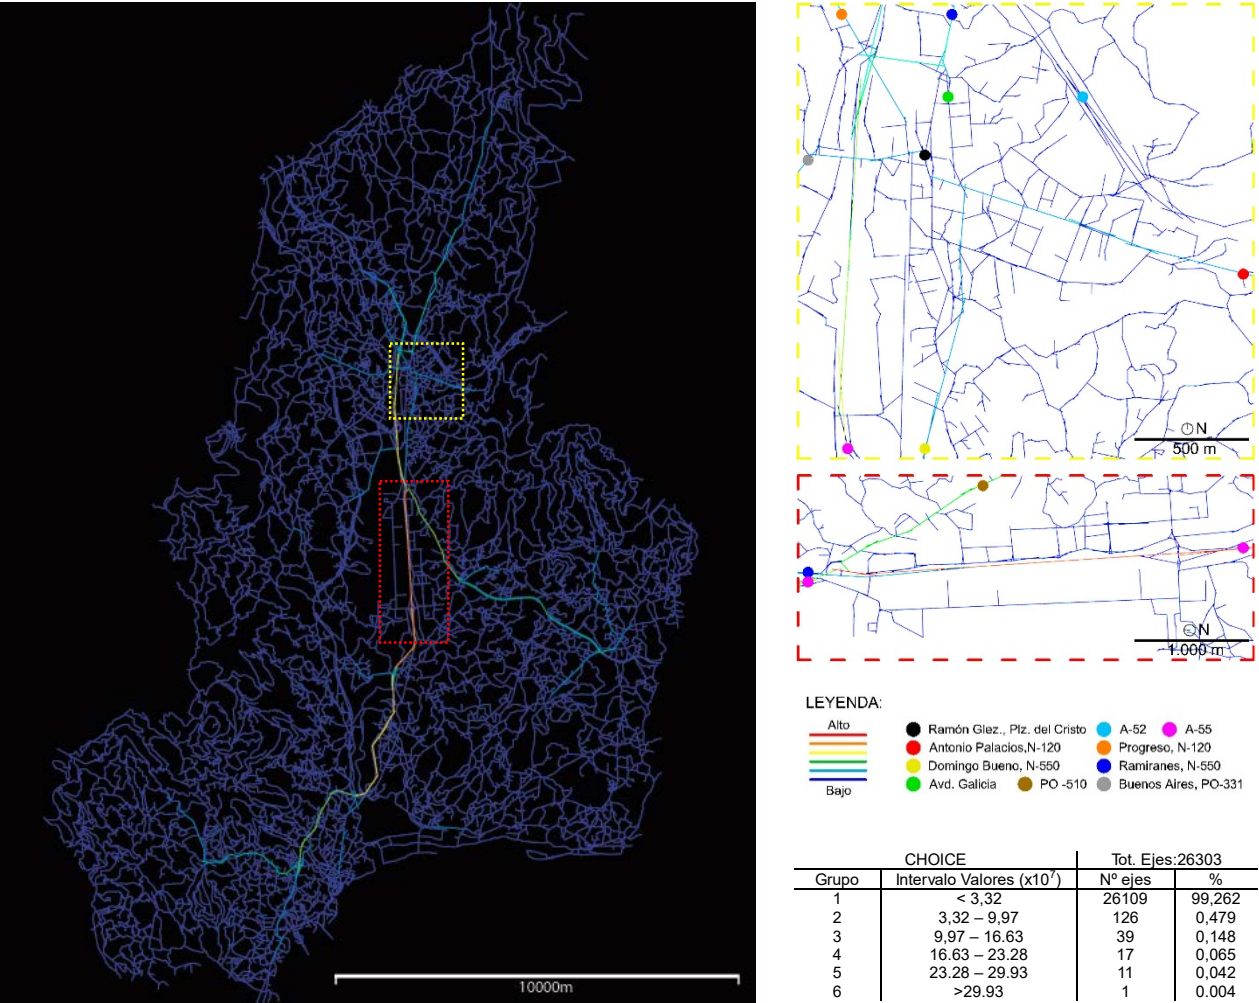 N
500 m
N
1.000 m
LEYENDA:
Alto
Bajo
Ramón Glez., Plz. del Cristo
A-52
A-55
Antonio Palacios,N-120
Progreso, N-120
Domingo Bueno, N-550
Ramiranes, N-550
Avd. Galicia
PO -510
Buenos Aires, PO-331
CHOICE Tot. Ejes:26303
Grupo Intervalo Valores (x10⁷) Nº ejes %
1 < 3,32 26109 99,262
2 3,32 – 9,97 126 0,479
3 9,97 – 16.63 39 0,148
4 16.63 – 23.28 17 0,065
5 23.28 – 29.93 11 0,042
6 >29.93 1 0.004
10000m